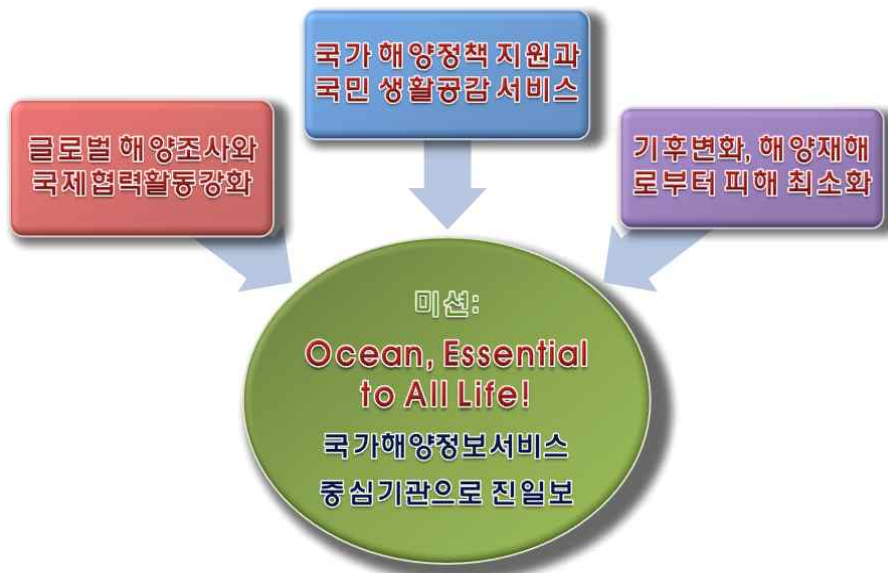 국가 해양정책 지원과
국민 생활공감 서비스
글로벌 해양조사와
국제협력활동강화
기후변화, 해양재해
로부터 피해 최소화
미션:
Ocean, Essential
to All Life!
국가해양정보서비스
중심기관으로 진일보